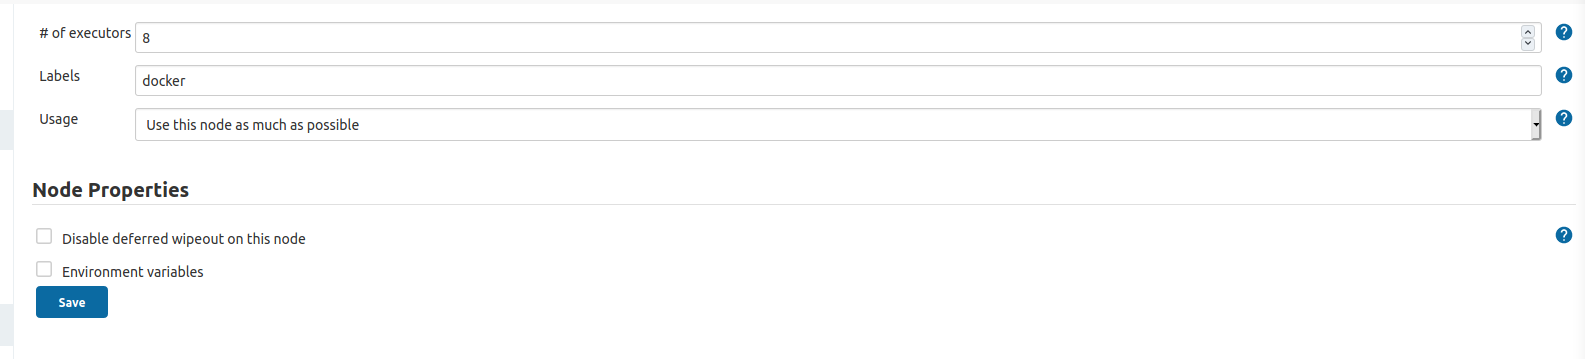 # of executors 8
Labels docker
Usage Use this node as much as possible
Node Properties
Disable deferred wipeout on this node
Environment variables
Save